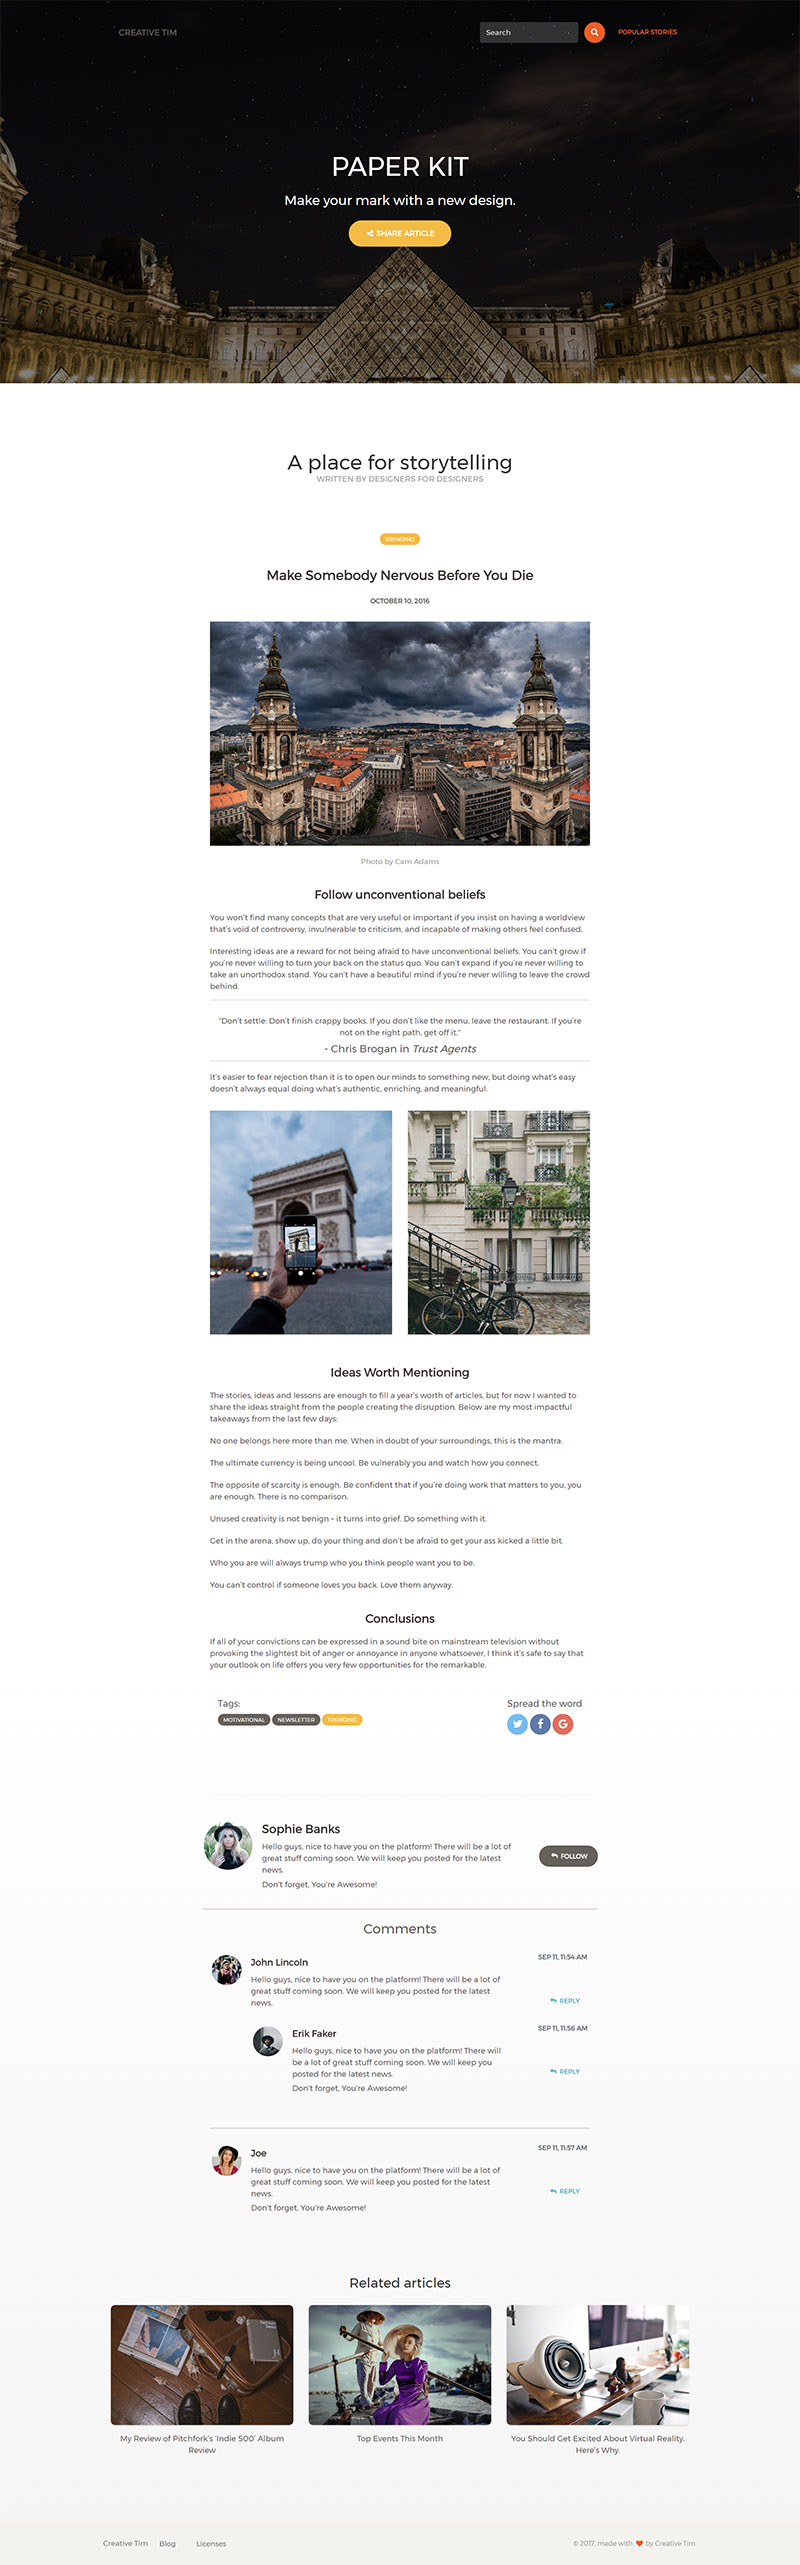 CREATIVE TIM
Search
POPULAR STORIES
PAPER KIT
Make your mark with a new design.
SHARE ARTICLE
A place for storytelling
WRITTEN BY DESIGNERS FOR DESIGNERS
TRENDING
Make Somebody Nervous Before You Die
OCTOBER 10, 2016
Photo by Cam Adams
Follow unconventional beliefs
You won't find many concepts that are very useful or important if you insist on having a worldview
that's void of controversy, invulnerable to criticism, and incapable of making others feel confused.
Interesting ideas are a reward for not being afraid to have unconventional beliefs. You can't grow if
you're never willing to turn your back on the status quo. You can't expand if you're never willing to
take an unorthodox stand. You can't have a beautiful mind if you're never willing to leave the crowd
behind.
"Don't settle: Don't finish crappy books. If you don't like the menu, leave the restaurant. If you're
not on the right path, get off it."
- Chris Brogan in Trust Agents
It's easier to fear rejection than it is to open our minds to something new, but doing what's easy
doesn't always equal doing what's authentic, enriching, and meaningful.
Ideas Worth Mentioning
The stories, ideas and lessons are enough to fill a year's worth of articles, but for now I wanted to
share the ideas straight from the people creating the disruption. Below are my most impactful
takeaways from the last few days:
No one belongs here more than me. When in doubt of your surroundings, this is the mantra.
The ultimate currency is being uncool. Be vulnerably you and watch how you connect.
The opposite of scarcity is enough. Be confident that if you're doing work that matters to you, you
are enough. There is no comparison.
Unused creativity is not benign – it turns into grief. Do something with it.
Get in the arena, show up, do your thing and don't be afraid to get your ass kicked a little bit.
Who you are will always trump who you think people want you to be.
You can't control if someone loves you back. Love them anyway.
Conclusions
If all of your convictions can be expressed in a sound bite on mainstream television without
provoking the slightest bit of anger or annoyance in anyone whatsoever, I think it's safe to say that
your outlook on life offers you very few opportunities for the remarkable.
Tags:
MOTIVATIONAL NEWSLETTER TRENDING
Spread the word
Sophie Banks
Hello guys, nice to have you on the platform! There will be a lot of
great stuff coming soon. We will keep you posted for the latest
news.
Don't forget, You're Awesome!
FOLLOW
Comments
John Lincoln
SEP 11, 11:54 AM
Hello guys, nice to have you on the platform! There will be a lot of
great stuff coming soon. We will keep you posted for the latest
news.
REPLY
Erik Faker
SEP 11, 11:56 AM
Hello guys, nice to have you on the platform! There will
be a lot of great stuff coming soon. We will keep you
posted for the latest news.
Don't forget, You're Awesome!
REPLY
Joe
SEP 11, 11:57 AM
Hello guys, nice to have you on the platform! There will be a lot of
great stuff coming soon. We will keep you posted for the latest
news.
Don't forget, You're Awesome!
REPLY
Related articles
My Review of Pitchfork's 'Indie 500' Album
Review
Top Events This Month
You Should Get Excited About Virtual Reality.
Here's Why.
Creative Tim Blog Licenses
© 2017, made with ♥ by Creative Tim